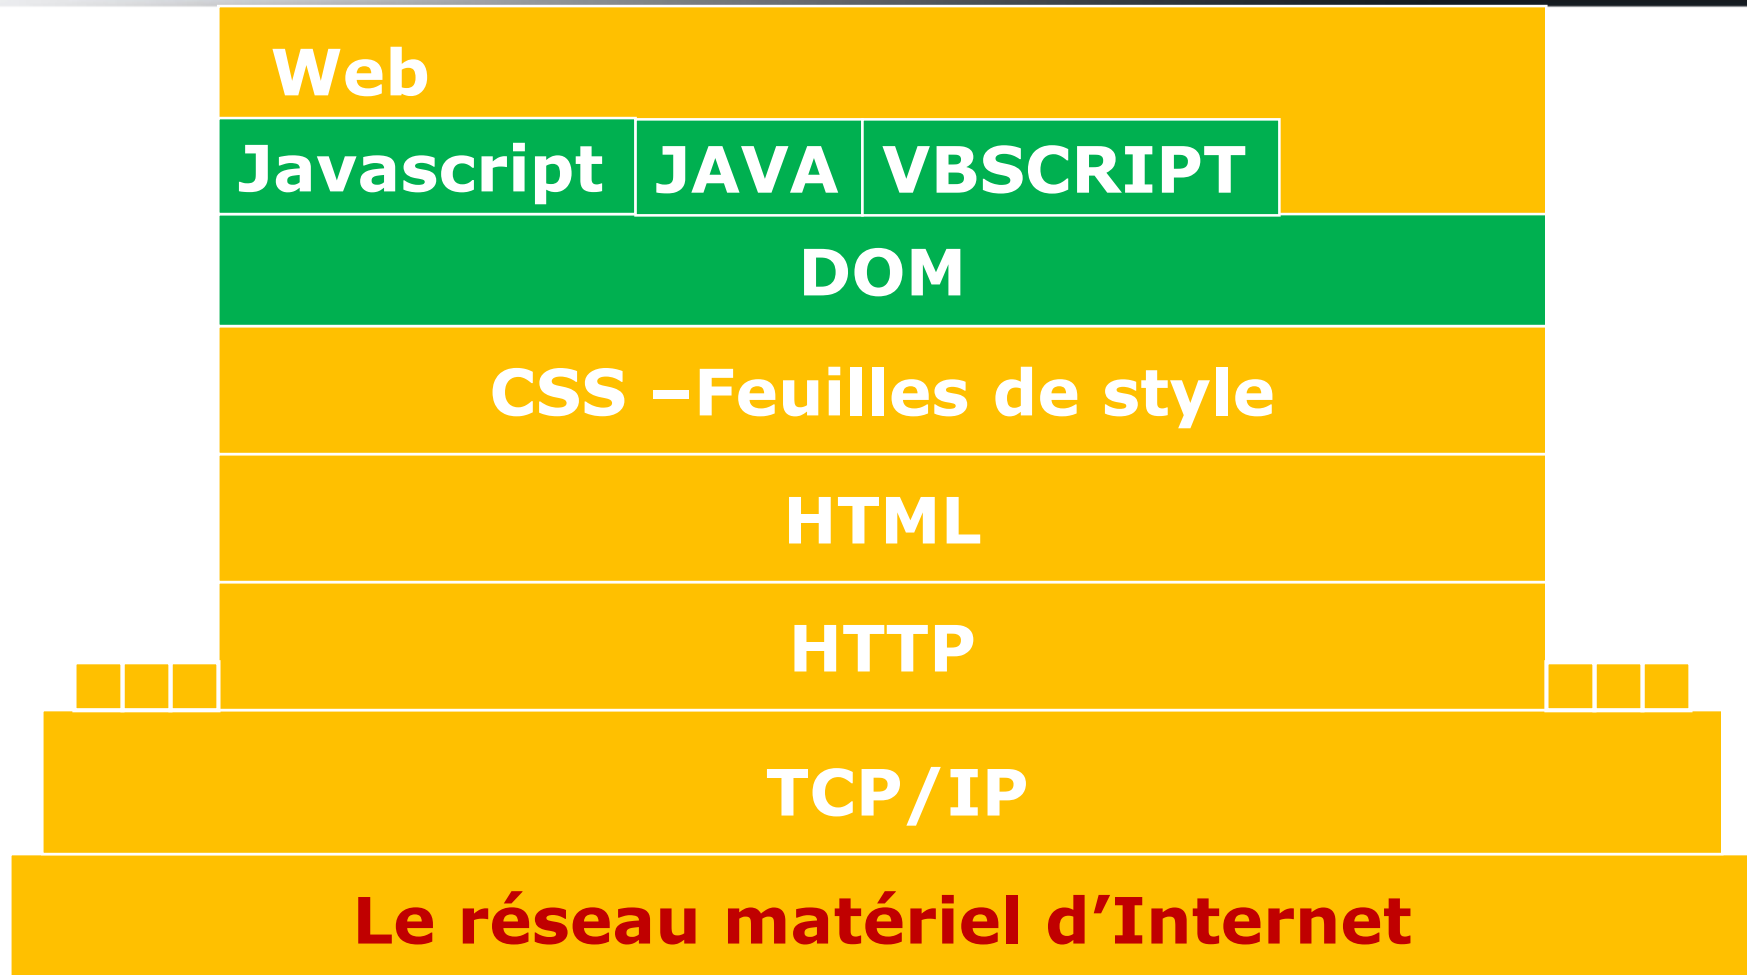 Web
Javascript JAVA VBSCRIPT
DOM
CSS –Feuilles de style
HTML
HTTP
TCP/IP
Le réseau matériel d’Internet